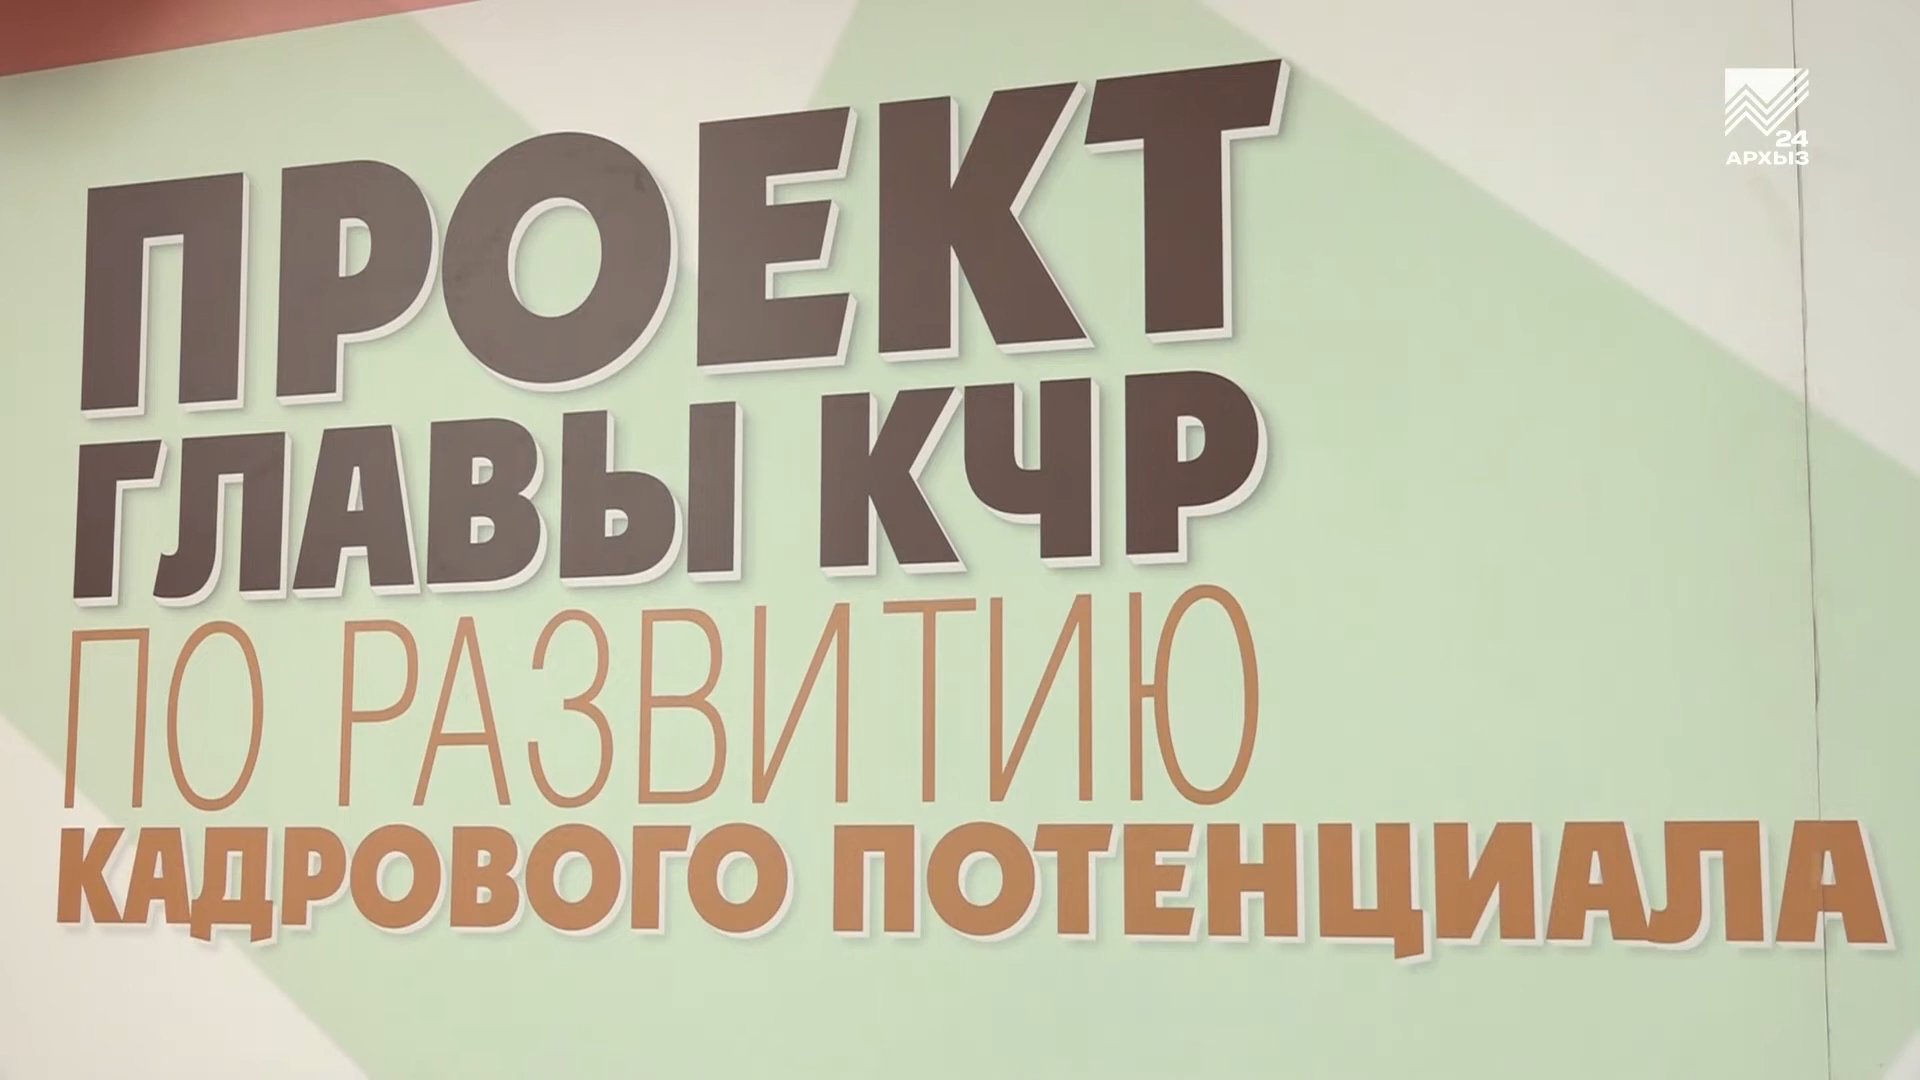 ПРОЕКТ
ГЛАВЫ КЧР
ПО РАЗВИТИЮ
КАДРОВОГО ПОТЕНЦИАЛА
24
АРХЫЗ